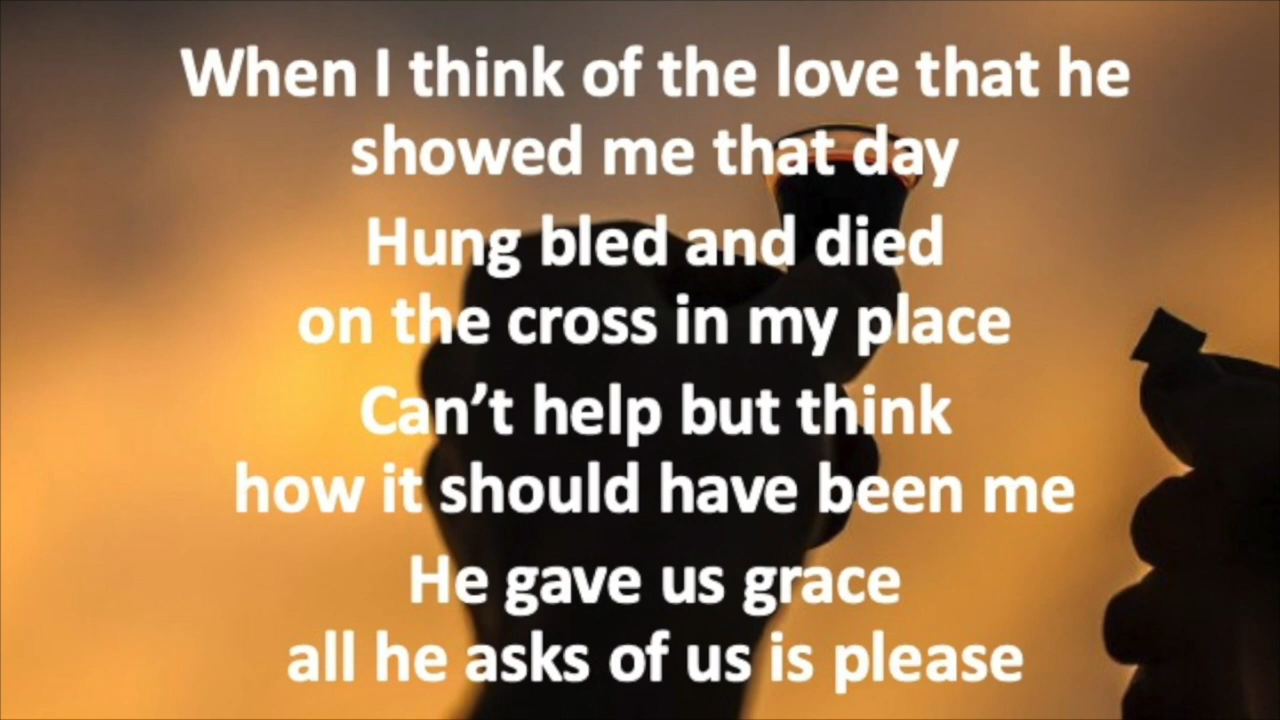 When I think of the love that he
showed me that day
Hung bled and died
on the cross in my place
Can’t help but think
how it should have been me
He gave us grace
all he asks of us is please